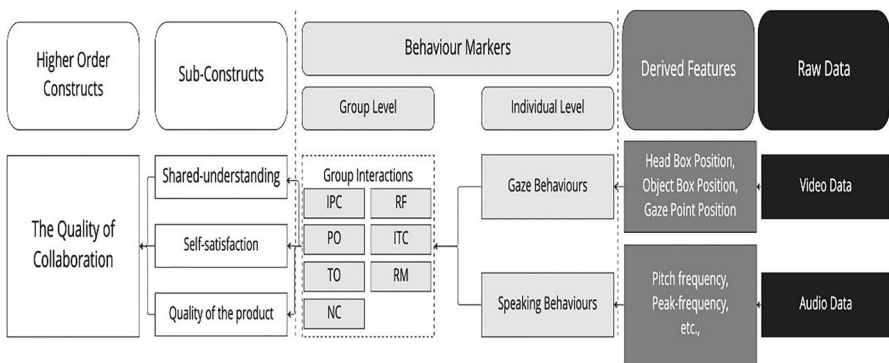 Higher Order
Constructs
Sub-Constructs
Behaviour Markers
Group Level
Individual Level
Derived Features
Raw Data
The Quality of
Collaboration
Shared-understanding
Self-satisfaction
Quality of the product
Group Interactions
IPC
RF
PO
ITC
TO
RM
NC
Gaze Behaviours
Speaking Behaviours
Head Box Position,
Object Box Position,
Gaze Point Position
Pitch frequency,
Peak-frequency,
etc.,
Video Data
Audio Data